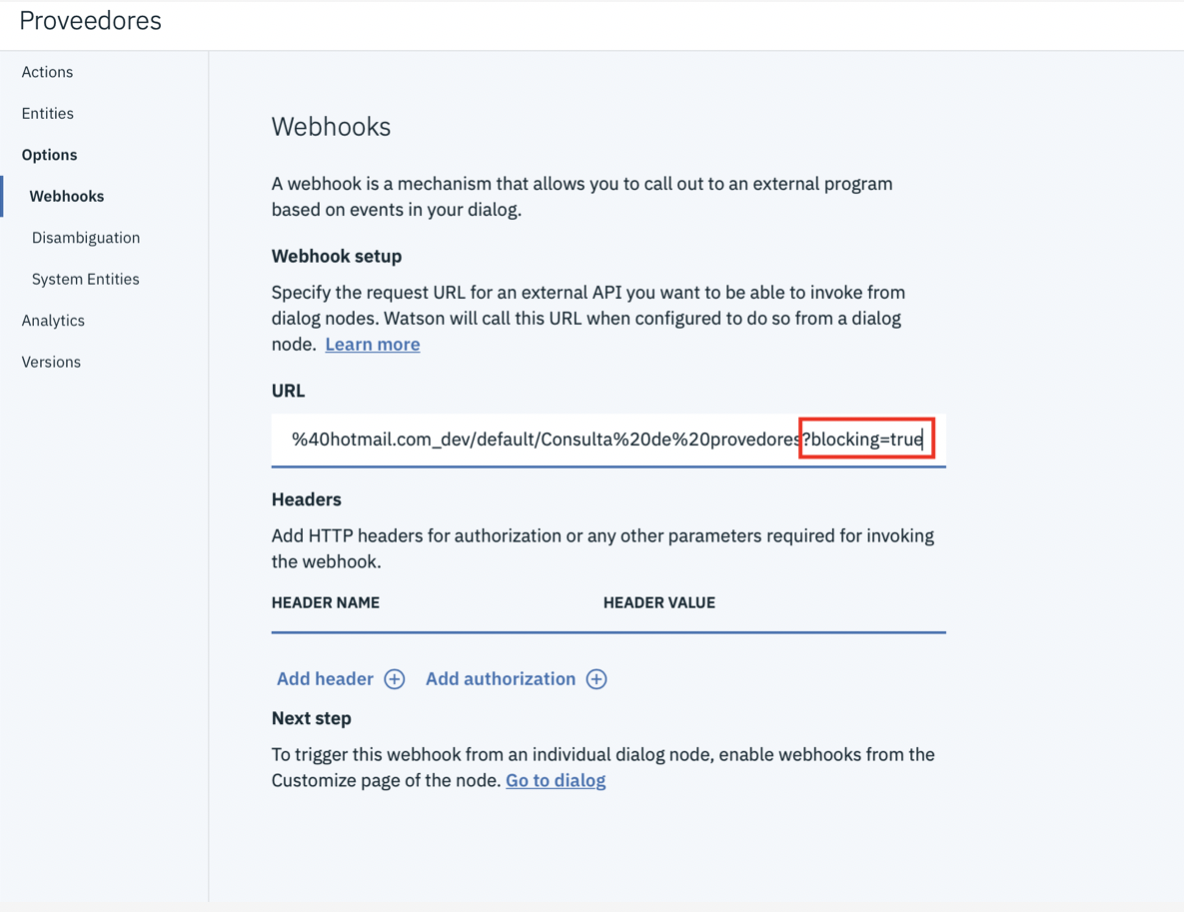 Proveedores
Actions
Entities
Options
Webhooks
Disambiguation
System Entities
Analytics
Versions
Webhooks
A webhook is a mechanism that allows you to call out to an external program
based on events in your dialog.
Webhook setup
Specify the request URL for an external API you want to be able to invoke from
dialog nodes. Watson will call this URL when configured to do so from a dialog
node. Learn more
URL
%40hotmail.com_dev/default/Consulta%20de%20provedores?blocking=true
Headers
Add HTTP headers for authorization or any other parameters required for invoking
the webhook.
HEADER NAME HEADER VALUE
Add header Add authorization
Next step
To trigger this webhook from an individual dialog node, enable webhooks from the
Customize page of the node. Go to dialog